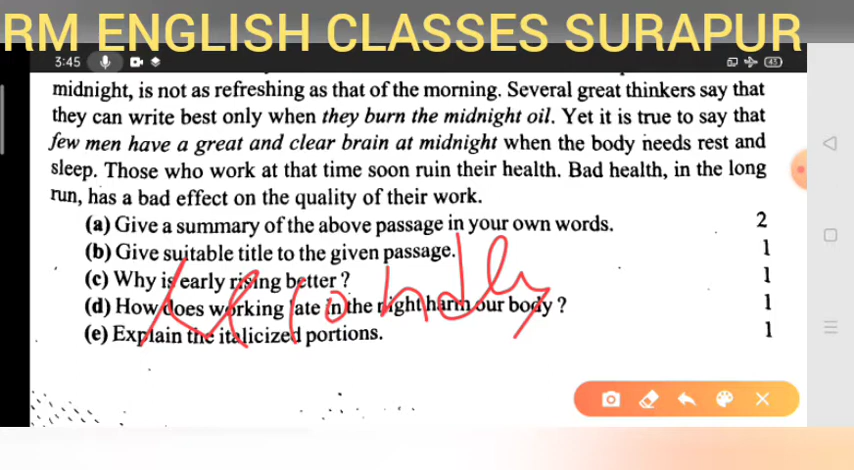 RM ENGLISH CLASSES SURAPUR
3:45
45
midnight, is not as refreshing as that of the morning. Several great thinkers say that
they can write best only when they burn the midnight oil. Yet it is true to say that
few men have a great and clear brain at midnight when the body needs rest and
sleep. Those who work at that time soon ruin their health. Bad health, in the long
run, has a bad effect on the quality of their work.
(a) Give a summary of the above passage in your own words. 2
(b) Give suitable title to the given passage. 1
(c) Why is early rising better ? 1
(d) How does working late in the night harm our body ? 1
(e) Explain the italicized portions. 1
Secondly